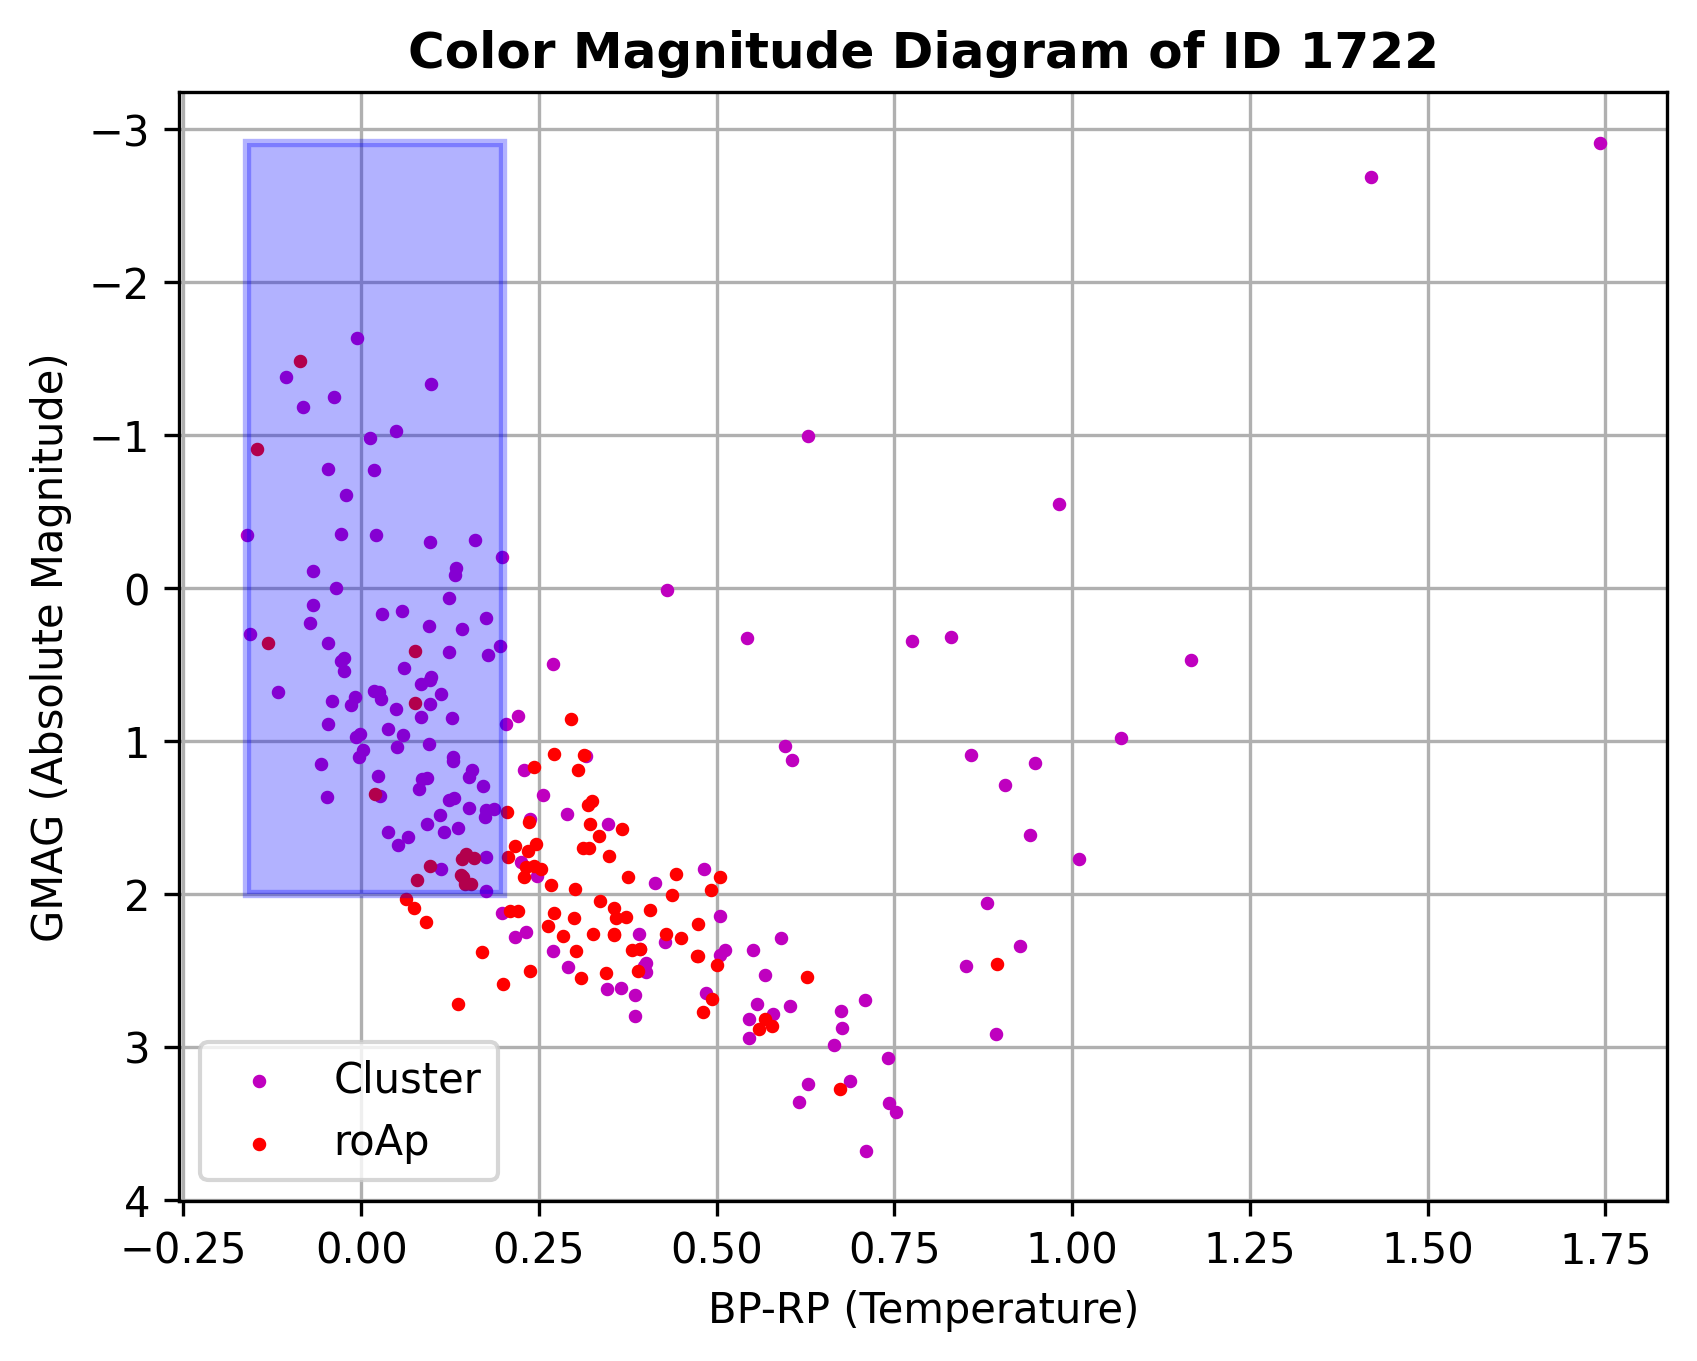 Color Magnitude Diagram of ID 1722
−3
−2
−1
0
1
2
3
4
GMAG (Absolute Magnitude)
Cluster
roAp
−0.25 0.00 0.25 0.50 0.75 1.00 1.25 1.50 1.75
BP-RP (Temperature)